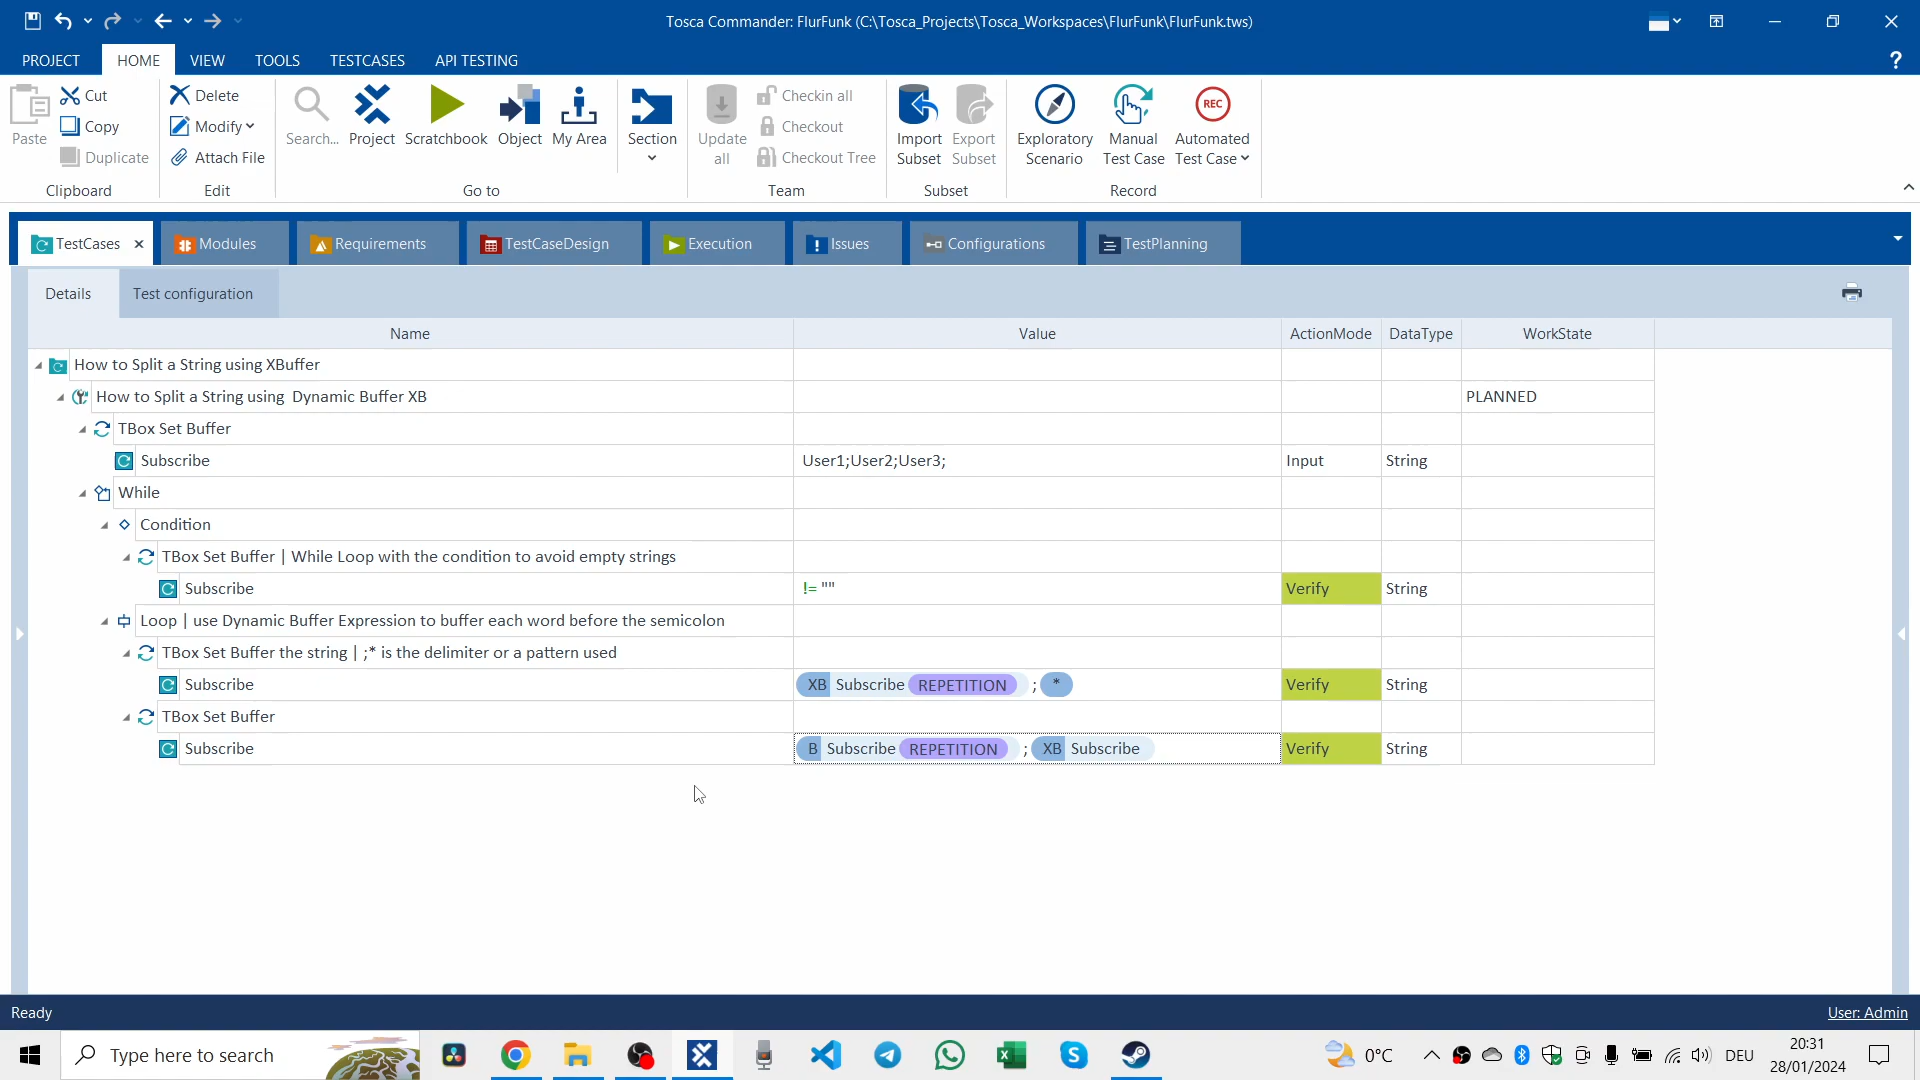 Tosca Commander: FlurFunk (C:\Tosca_Projects\Tosca_Workspaces\FlurFunk\FlurFunk.tws)
PROJECT HOME VIEW TOOLS TESTCASES API TESTING ?
Paste
Cut
Copy
Duplicate
Clipboard
Delete
Modify
Attach File
Edit
Search...
Project
Scratchbook
Object
My Area
Go to
Section
Update all
Checkin all
Checkout
Checkout Tree
Team
Import Subset
Export Subset
Subset
Exploratory Scenario
Manual Test Case
REC
Automated Test Case
Record
TestCases Modules Requirements TestCaseDesign Execution Issues Configurations TestPlanning
Details Test configuration
Name Value ActionMode DataType WorkState
How to Split a String using XBuffer
How to Split a String using Dynamic Buffer XB PLANNED
TBox Set Buffer
Subscribe User1;User2;User3; Input String
While
Condition
TBox Set Buffer | While Loop with the condition to avoid empty strings
Subscribe != "" Verify String
Loop | use Dynamic Buffer Expression to buffer each word before the semicolon
TBox Set Buffer the string | ;* is the delimiter or a pattern used
Subscribe XB Subscribe REPETITION ; * Verify String
TBox Set Buffer
Subscribe B Subscribe REPETITION ; XB Subscribe Verify String
Ready User: Admin
Type here to search 0°C DEU 20:31
28/01/2024